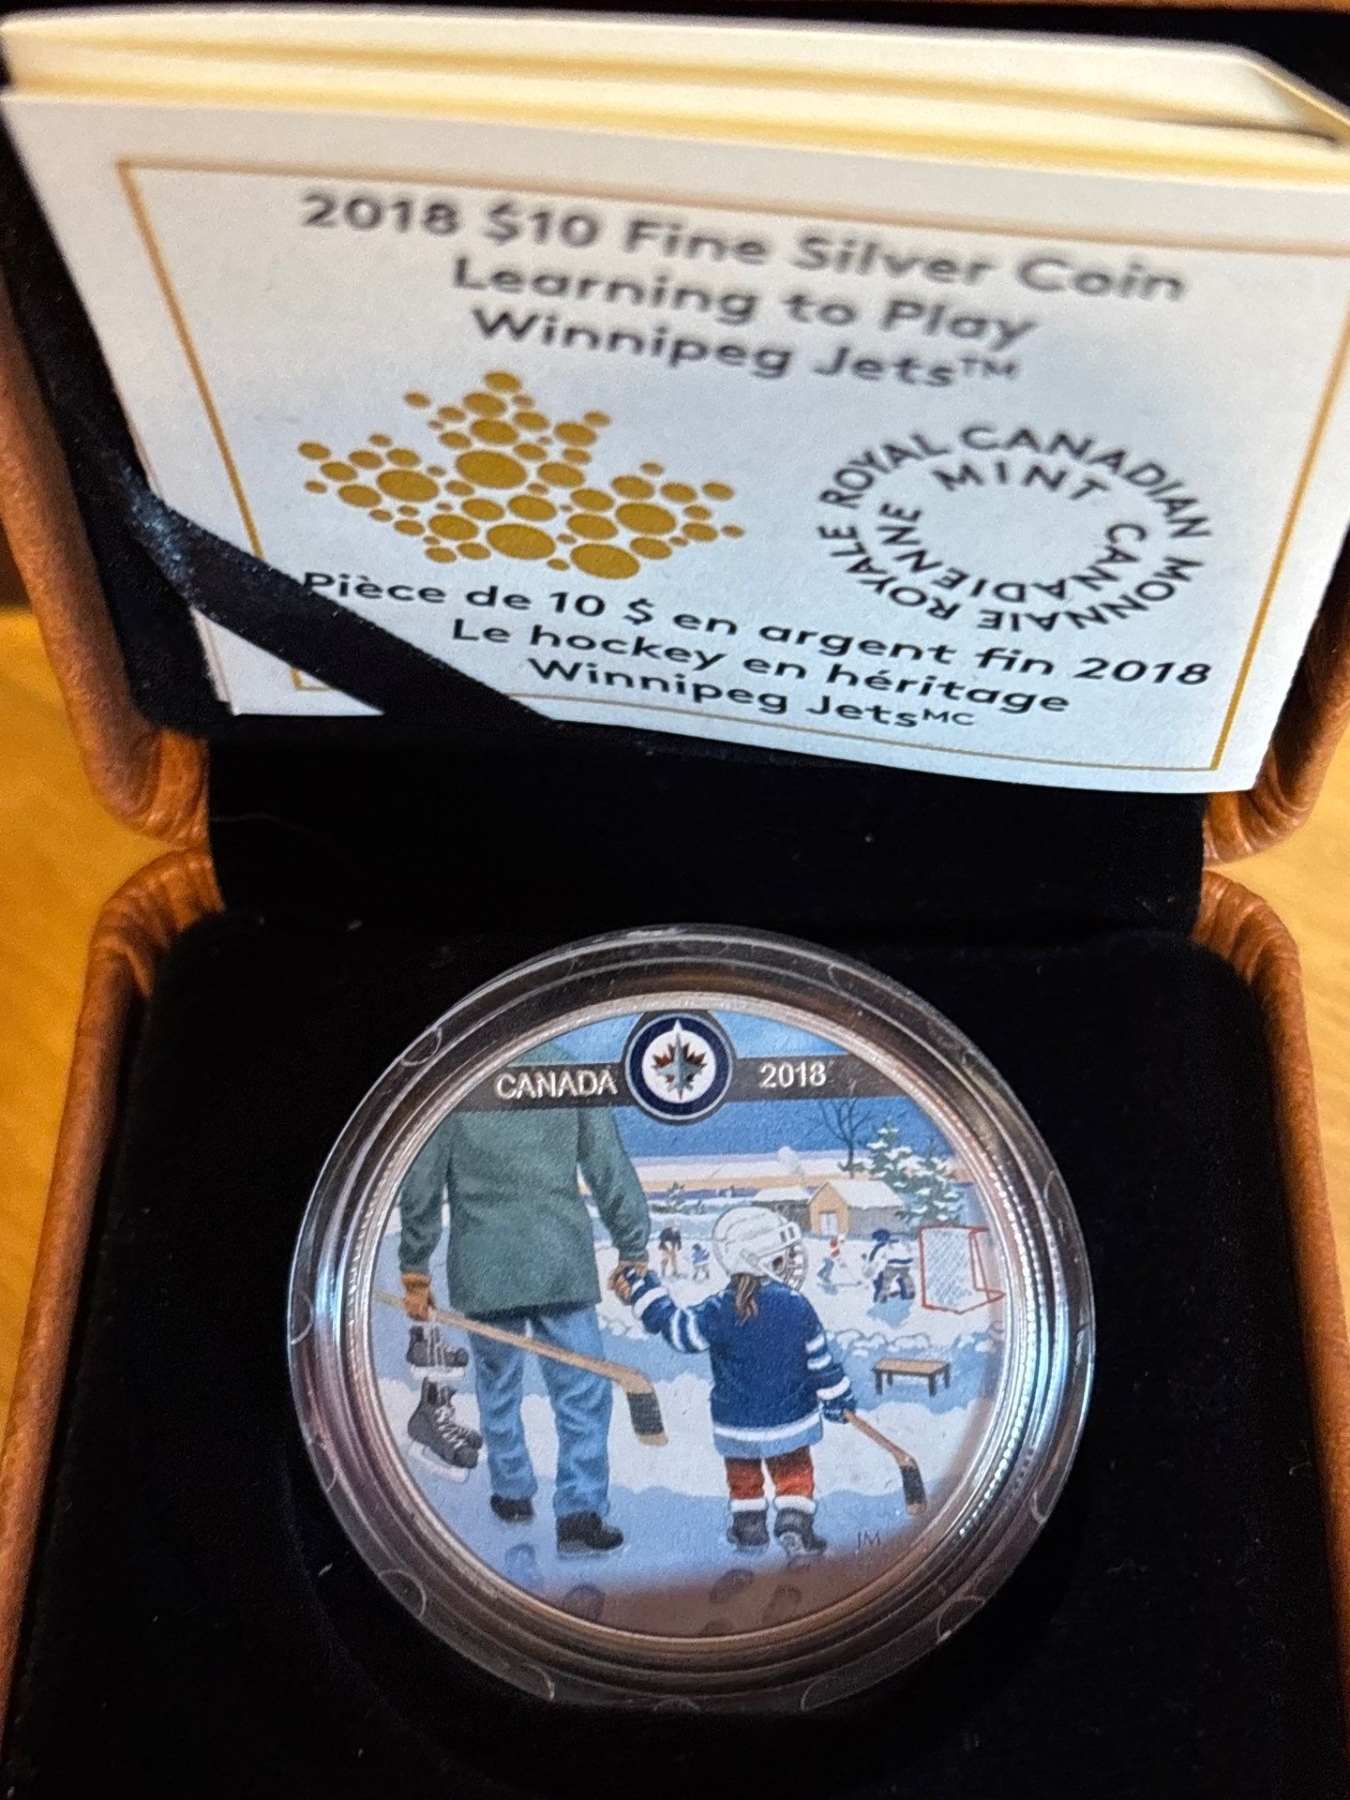 2018 $10 Fine Silver Coin
Learning to Play
Winnipeg Jets™
ROYAL CANADIAN MINT
MONNAIE ROYALE CANADIENNE
Pièce de 10 $ en argent fin 2018
Le hockey en héritage
Winnipeg Jetsᴹᶜ
CANADA 2018
JM